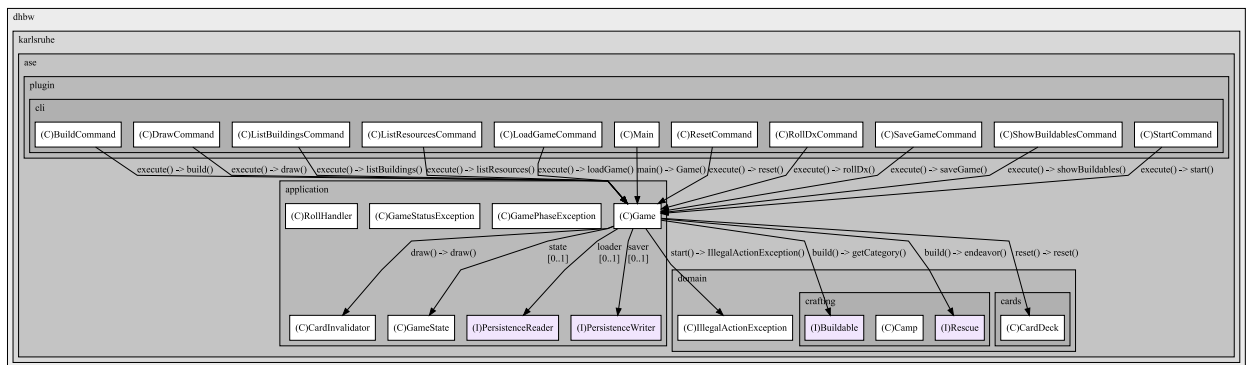 dhbw
karlsruhe
ase
plugin
cli
(C)BuildCommand (C)DrawCommand (C)ListBuildingsCommand (C)ListResourcesCommand (C)LoadGameCommand (C)Main (C)ResetCommand (C)RollDxCommand (C)SaveGameCommand (C)ShowBuildablesCommand (C)StartCommand
execute() -> build() execute() -> draw() execute() -> listBuildings() execute() -> listResources() execute() -> loadGame() main() -> Game() execute() -> reset() execute() -> rollDx() execute() -> saveGame() execute() -> showBuildables() execute() -> start()
application
(C)RollHandler (C)GameStatusException (C)GamePhaseException (C)Game
draw() -> draw() state loader saver start() -> IllegalActionException() build() -> getCategory() build() -> endeavor() reset() -> reset()
[0..1] [0..1] [0..1]
domain
crafting cards
(C)CardInvalidator (C)GameState (I)PersistenceReader (I)PersistenceWriter (C)IllegalActionException (I)Buildable (C)Camp (I)Rescue (C)CardDeck